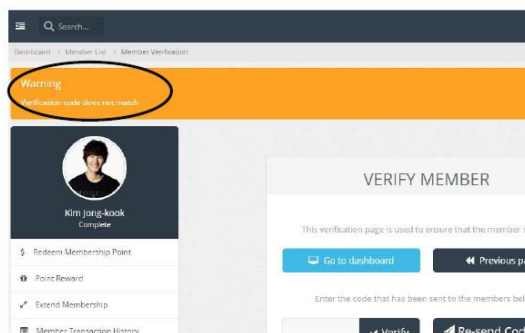 Search...
Dashboard > Member List > Member Verification
Warning
Verification code does not match
Kim Jong-kook
Complete
VERIFY MEMBER
This verification page is used to ensure that the member
$ Redeem Membership Point
Go to dashboard
Previous
Point Reward
Extend Membership
Enter the code that has been sent to the members
Member Transaction History
Verify
Re-send